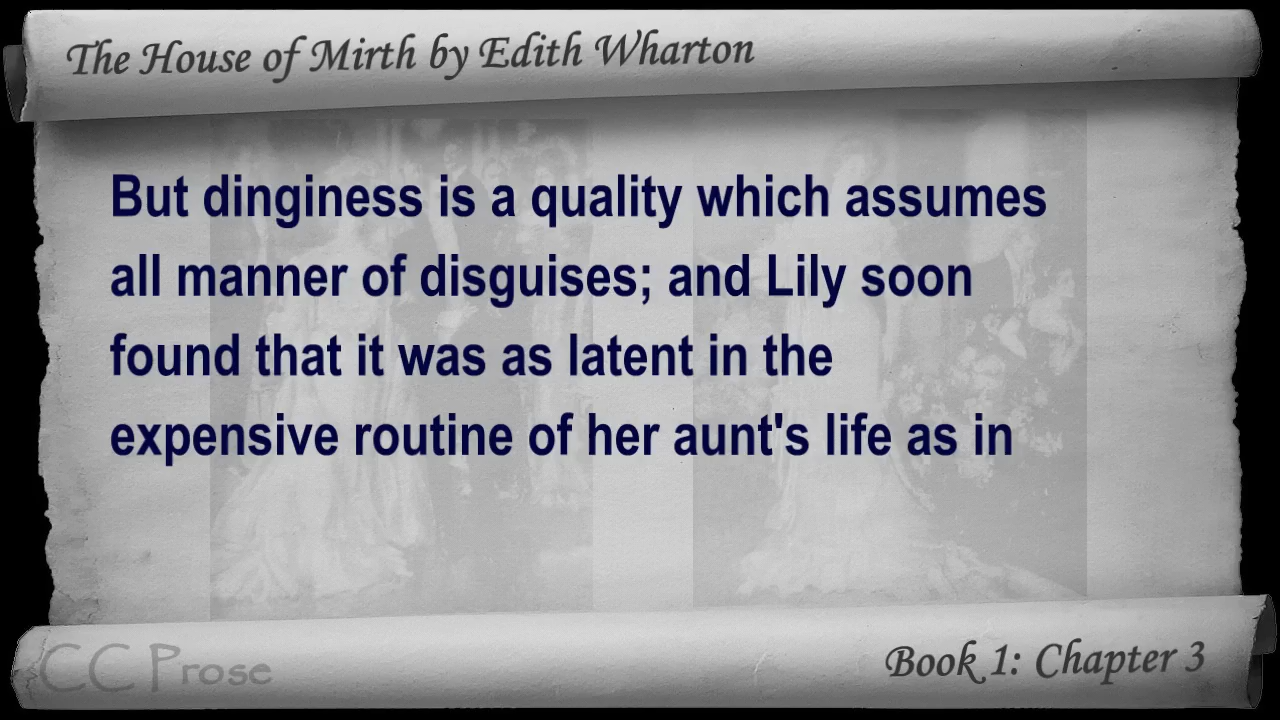 The House of Mirth by Edith Wharton
But dinginess is a quality which assumes
all manner of disguises; and Lily soon
found that it was as latent in the
expensive routine of her aunt's life as in
CC Prose
Book 1: Chapter 3